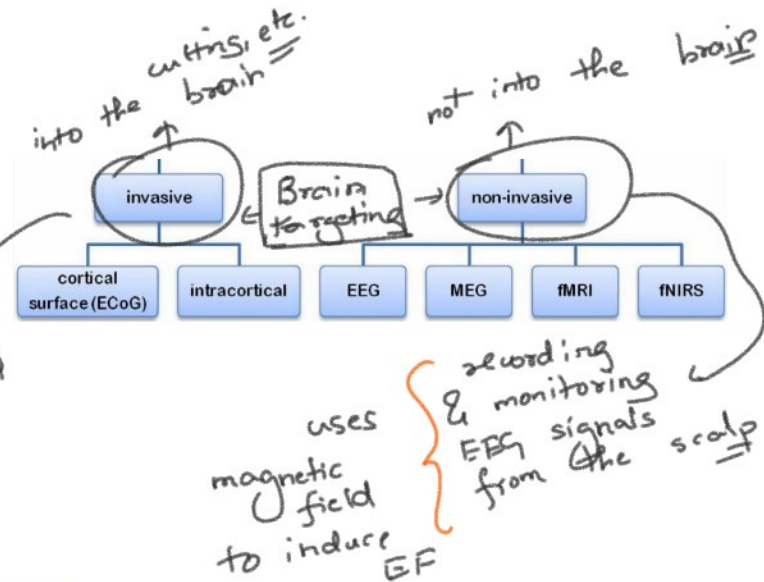 cutting, etc.
into the brain
not into the brain
invasive
Brain
targeting
non-invasive
cortical
surface (ECoG)
intracortical
EEG
MEG
fMRI
fNIRS
recording
& monitoring
EEG signals
from the scalp
uses
magnetic
field
to induce
EF